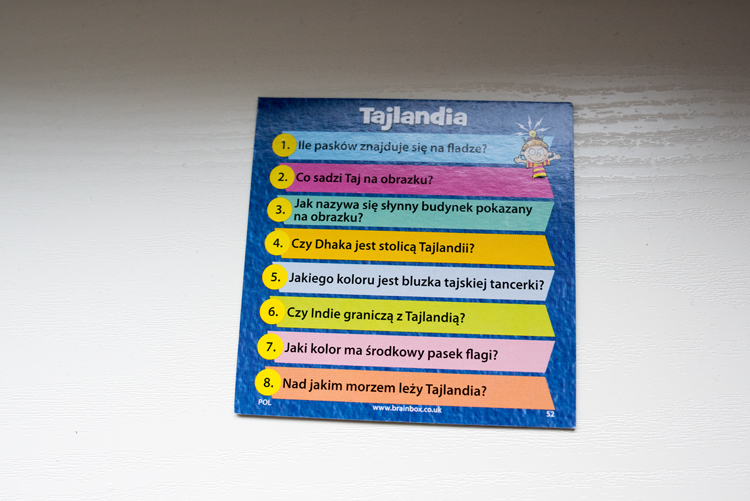 Tajlandia
1. Ile pasków znajduje się na fladze?
2. Co sadzi Taj na obrazku?
3. Jak nazywa się słynny budynek pokazany
na obrazku?
4. Czy Dhaka jest stolicą Tajlandii?
5. Jakiego koloru jest bluzka tajskiej tancerki?
6. Czy Indie graniczą z Tajlandią?
7. Jaki kolor ma środkowy pasek flagi?
8. Nad jakim morzem leży Tajlandia?
POL www.brainbox.co.uk 52